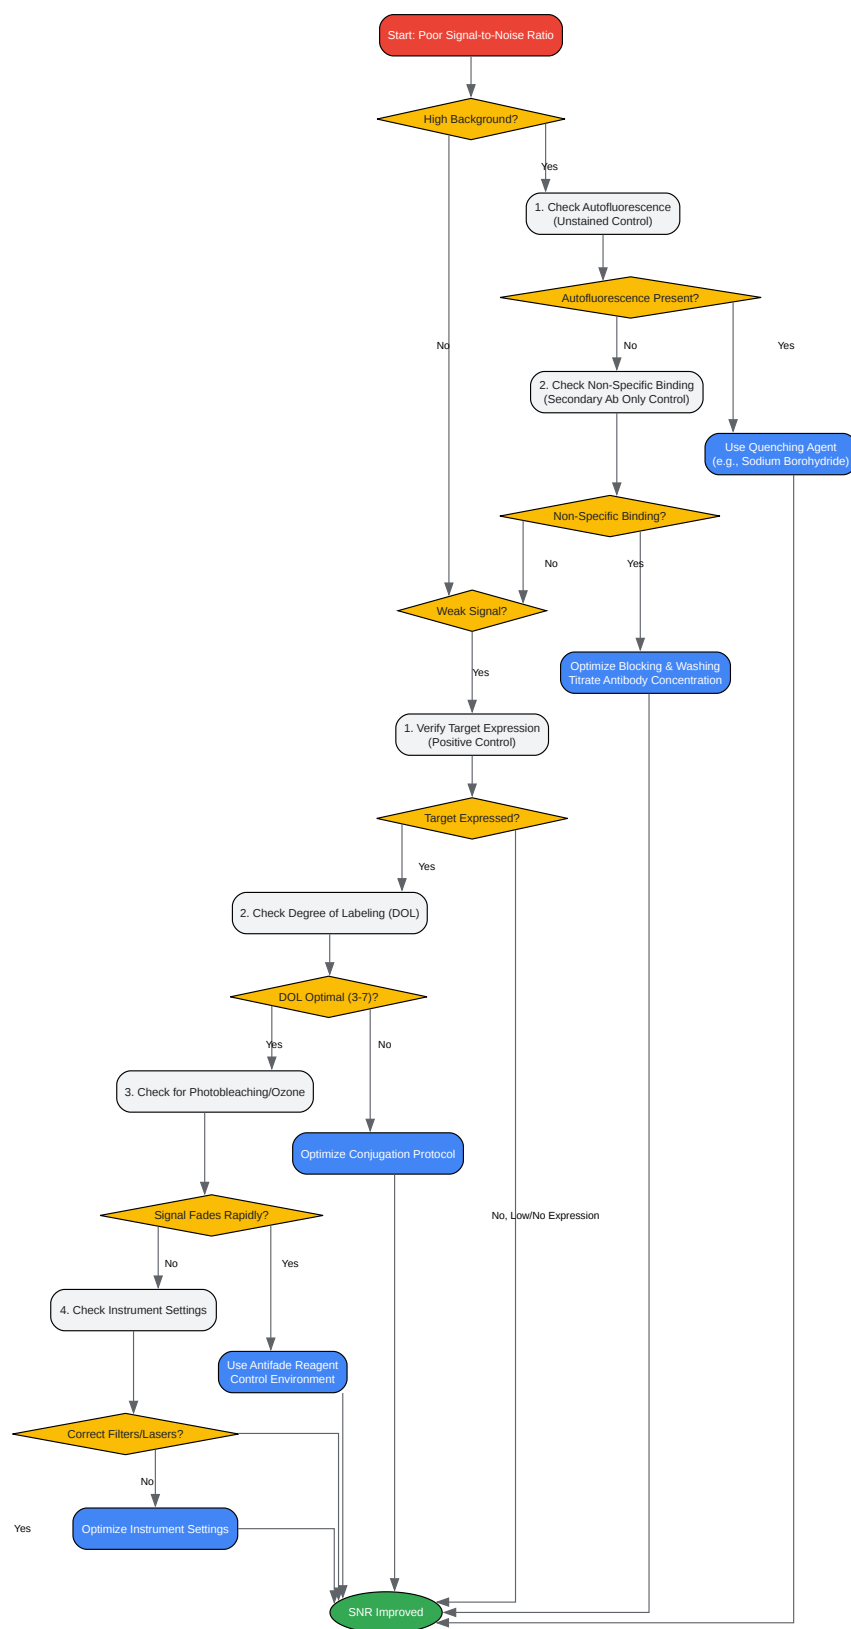 Start: Poor Signal-to-Noise Ratio
High Background?
Yes
1. Check Autofluorescence
(Unstained Control)
Autofluorescence Present?
No
No
Yes
2. Check Non-Specific Binding
(Secondary Ab Only Control)
Use Quenching Agent
(e.g., Sodium Borohydride)
Non-Specific Binding?
No
Yes
Weak Signal?
Optimize Blocking & Washing
Titrate Antibody Concentration
Yes
1. Verify Target Expression
(Positive Control)
Target Expressed?
Yes
2. Check Degree of Labeling (DOL)
DOL Optimal (3-7)?
Yes
No
3. Check for Photobleaching/Ozone
Optimize Conjugation Protocol
Signal Fades Rapidly?
No, Low/No Expression
No
Yes
4. Check Instrument Settings
Use Antifade Reagent
Control Environment
Correct Filters/Lasers?
No
Yes
Optimize Instrument Settings
SNR Improved